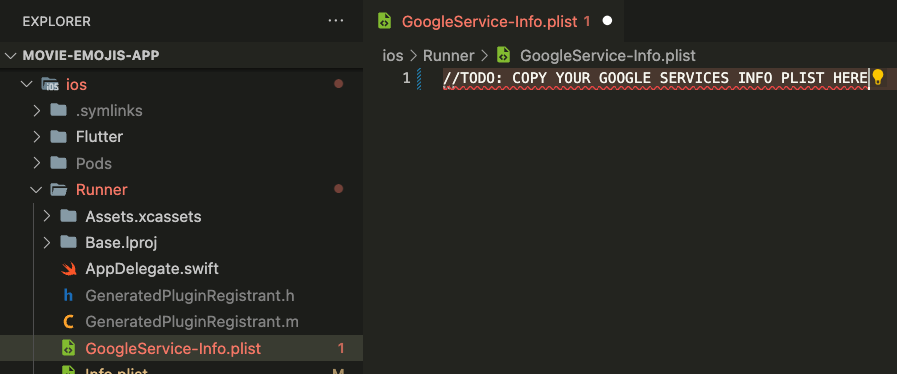 EXPLORER
MOVIE-EMOJIS-APP
ios
.symlinks
Flutter
Pods
Runner
Assets.xcassets
Base.lproj
AppDelegate.swift
h GeneratedPluginRegistrant.h
C GeneratedPluginRegistrant.m
GoogleService-Info.plist 1
Info.plist M
GoogleService-Info.plist 1
ios > Runner > GoogleService-Info.plist
1 //TODO: COPY YOUR GOOGLE SERVICES INFO PLIST HERE